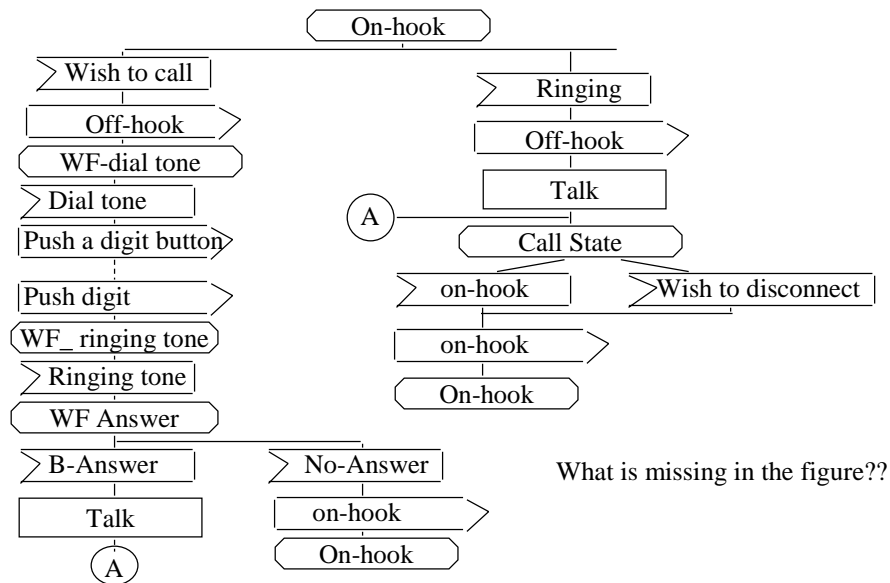 On-hook
Wish to call
Off-hook
WF-dial tone
Dial tone
Push a digit button
Push digit
WF_ ringing tone
Ringing tone
WF Answer
B-Answer
Talk
A
No-Answer
on-hook
On-hook
Ringing
Off-hook
Talk
A
Call State
on-hook
Wish to disconnect
on-hook
On-hook
What is missing in the figure??